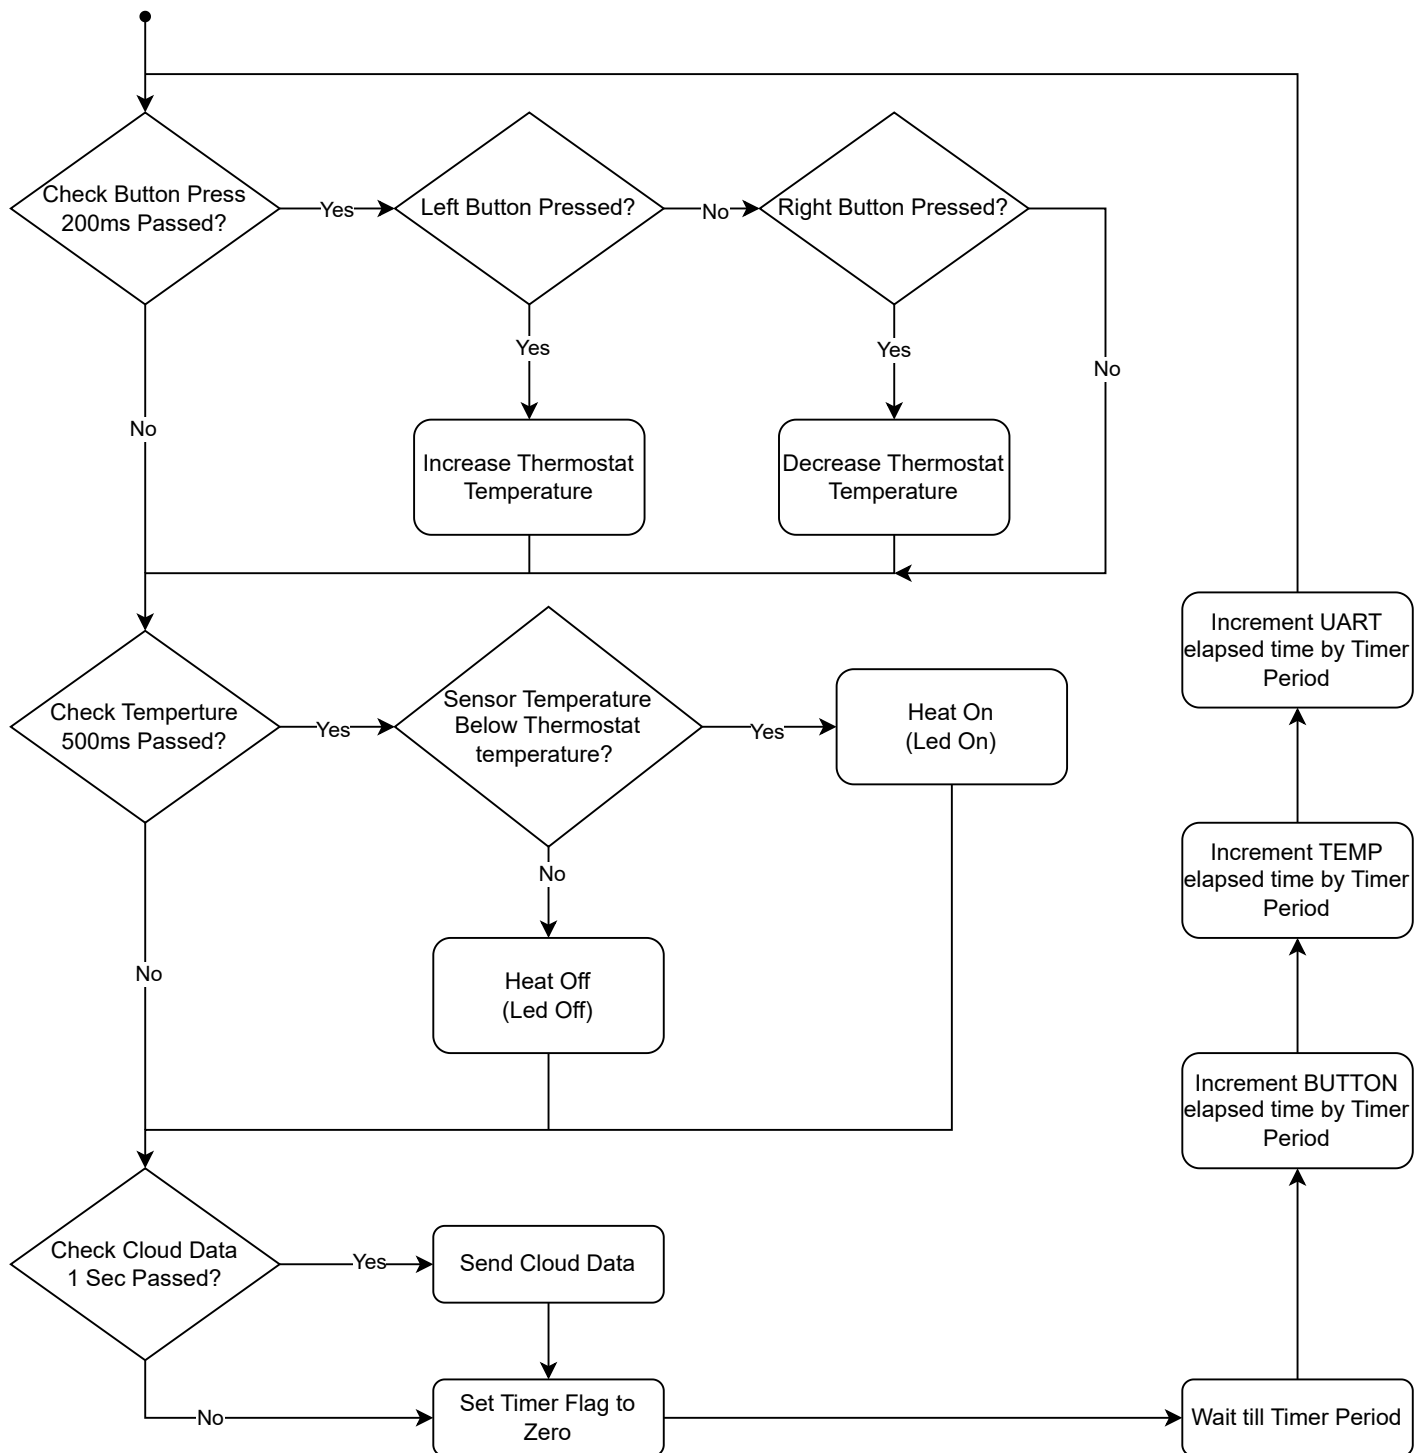 Check Button Press
200ms Passed?
Yes
Left Button Pressed?
No
Right Button Pressed?
Yes
Yes
No
No
Increase Thermostat
Temperature
Decrease Thermostat
Temperature
Check Temperture
500ms Passed?
Yes
Sensor Temperature
Below Thermostat
temperature?
Yes
Heat On
(Led On)
No
No
Heat Off
(Led Off)
Check Cloud Data
1 Sec Passed?
Yes
Send Cloud Data
No
Set Timer Flag to
Zero
Wait till Timer Period
Increment BUTTON
elapsed time by Timer
Period
Increment TEMP
elapsed time by Timer
Period
Increment UART
elapsed time by Timer
Period